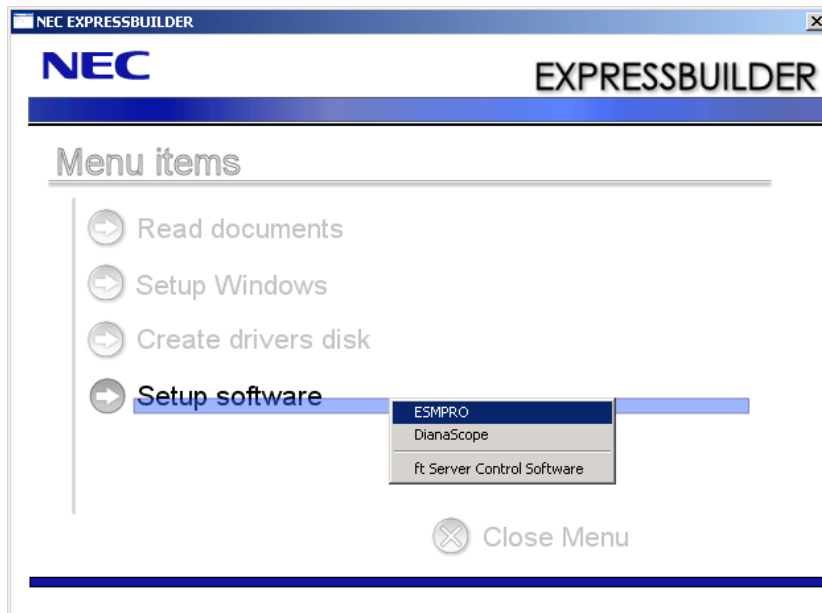 NEC EXPRESSBUILDER
NEC
EXPRESSBUILDER
Menu items
Read documents
Setup Windows
Create drivers disk
Setup software
ESMPRO
DianaScope
ft Server Control Software
Close Menu